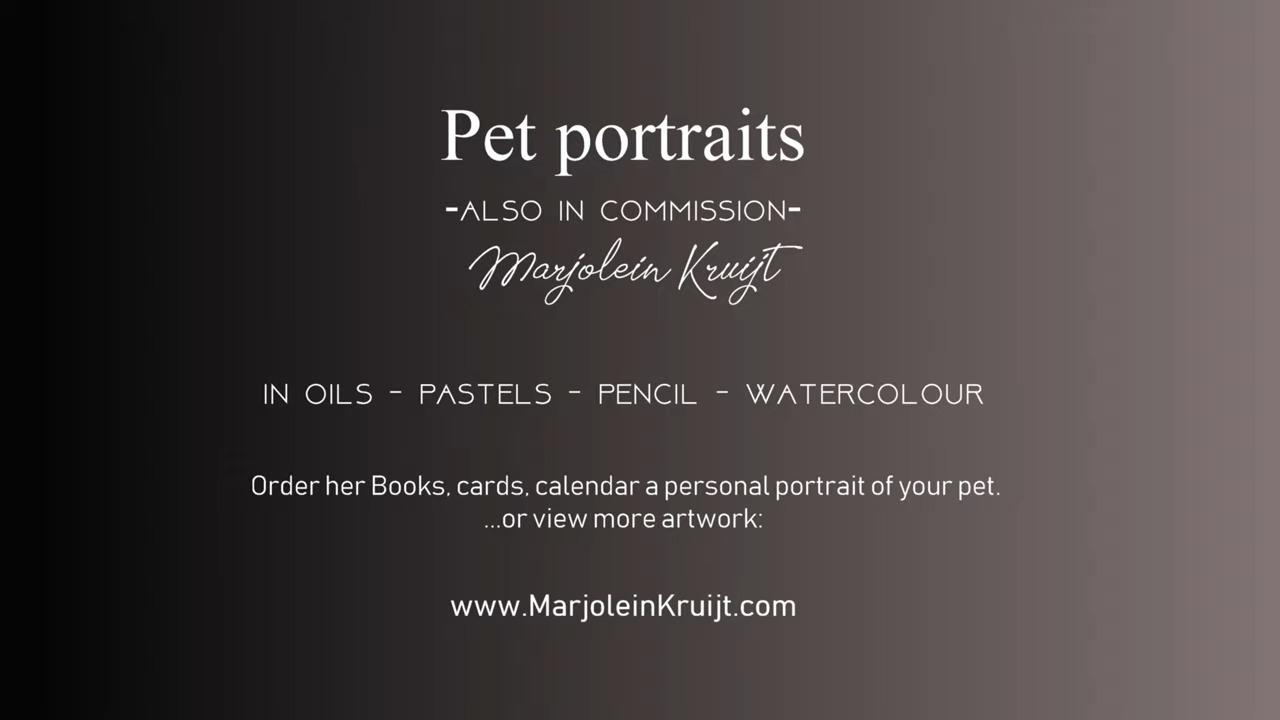 Pet portraits
-ALSO IN COMMISSION-
Marjolein Kruijt
IN OILS - PASTELS - PENCIL - WATERCOLOUR
Order her Books, cards, calendar a personal portrait of your pet.
...or view more artwork:
www.MarjoleinKruijt.com